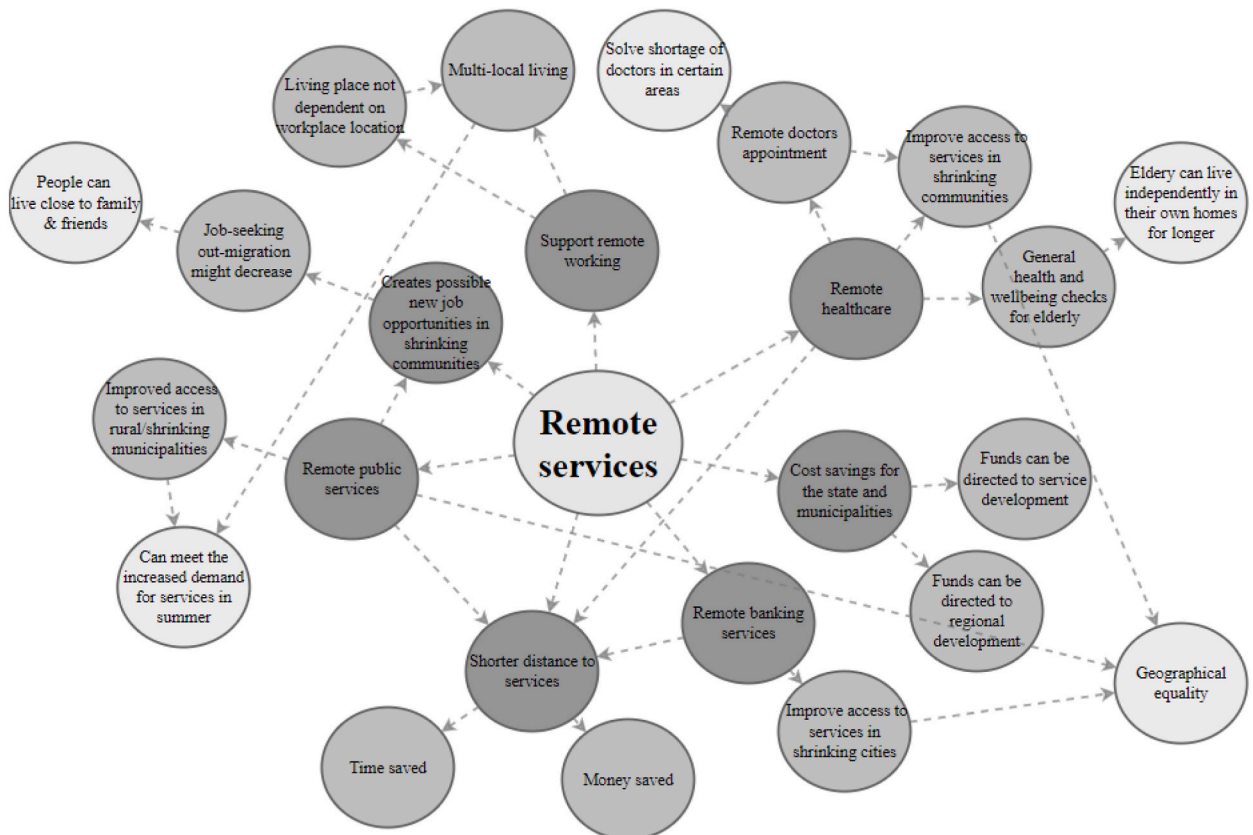 Solve shortage of
doctors in certain
areas
Multi-local living
Living place not
dependent on
workplace location
Remote doctors
appointment
Improve access to
services in
shrinking
communities
People can
live close to family
& friends
Eldery can live
independently in
their own homes
for longer
Job-seeking
out-migration
might decrease
Support remote
working
General
health and
wellbeing checks
for elderly
Creates possible
new job
opportunities in
shrinking
communities
Remote
healthcare
Improved access
to services in
rural/shrinking
municipalities
Remote
services
Remote public
services
Cost savings for
the state and
municipalities
Funds can be
directed to service
development
Can meet the
increased demand
for services in
summer
Remote banking
services
Funds can be
directed to
regional
development
Shorter distance to
services
Geographical
equality
Improve access to
services in
shrinking cities
Time saved
Money saved